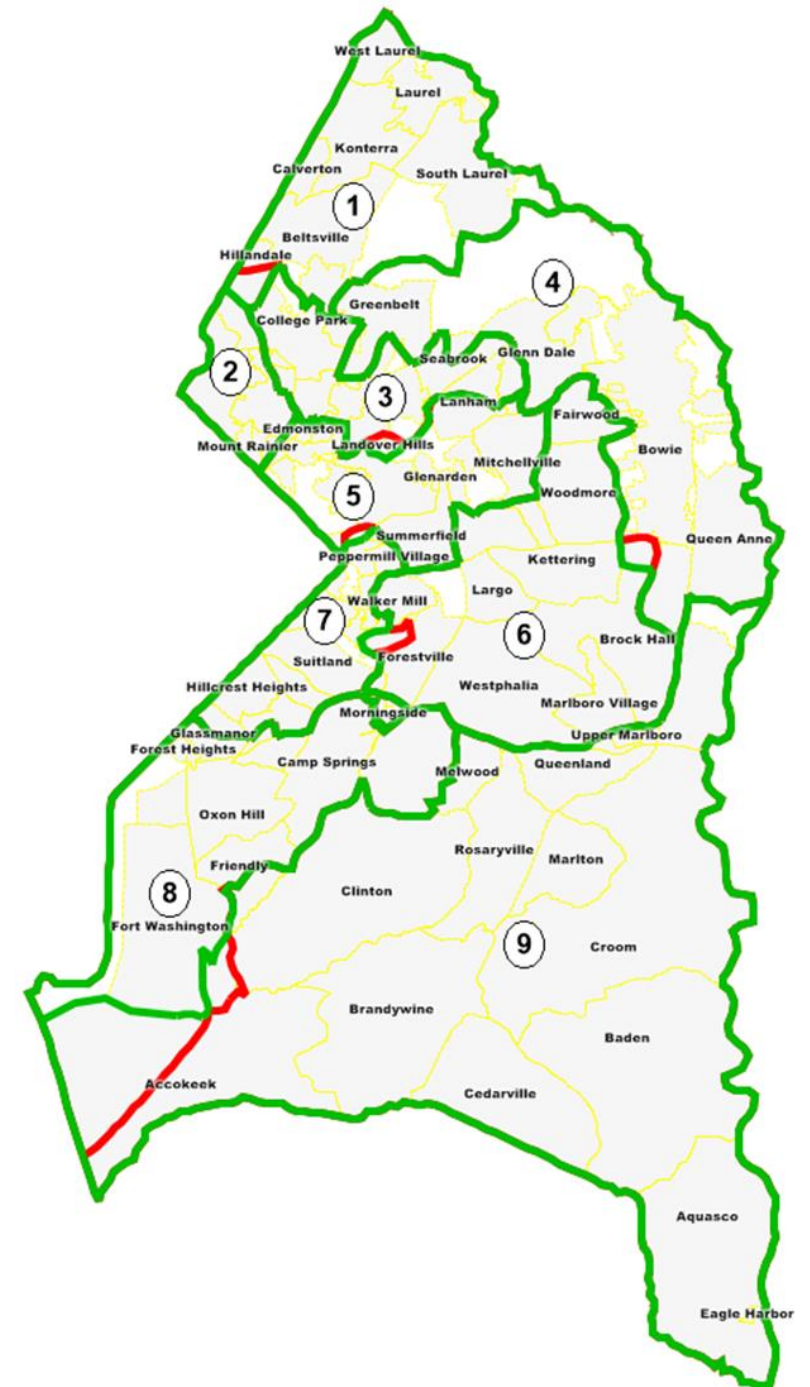 West Laurel
Laurel
Konterra
Calverton
South Laurel
1
Beltsville
Hillandale
4
Greenbelt
College Park
Seabrook
Glenn Dale
2
3
Lanham
Fairwood
Edmonston
Landover Hills
Mount Rainier
Bowie
Mitchellville
Glenarden
Woodmore
5
Summerfield
Queen Anne
Peppermill Village
Kettering
Largo
Walker Mill
7
6
Brock Hall
Suitland
Forestville
Hillcrest Heights
Westphalia
Marlboro Village
Morningside
Glassmanor
Upper Marlboro
Forest Heights
Camp Springs
Queenland
Melwood
Oxon Hill
Rosaryville
Marlton
Friendly
Clinton
8
Fort Washington
9
Croom
Brandywine
Baden
Accokeek
Cedarville
Aquasco
Eagle Harbor